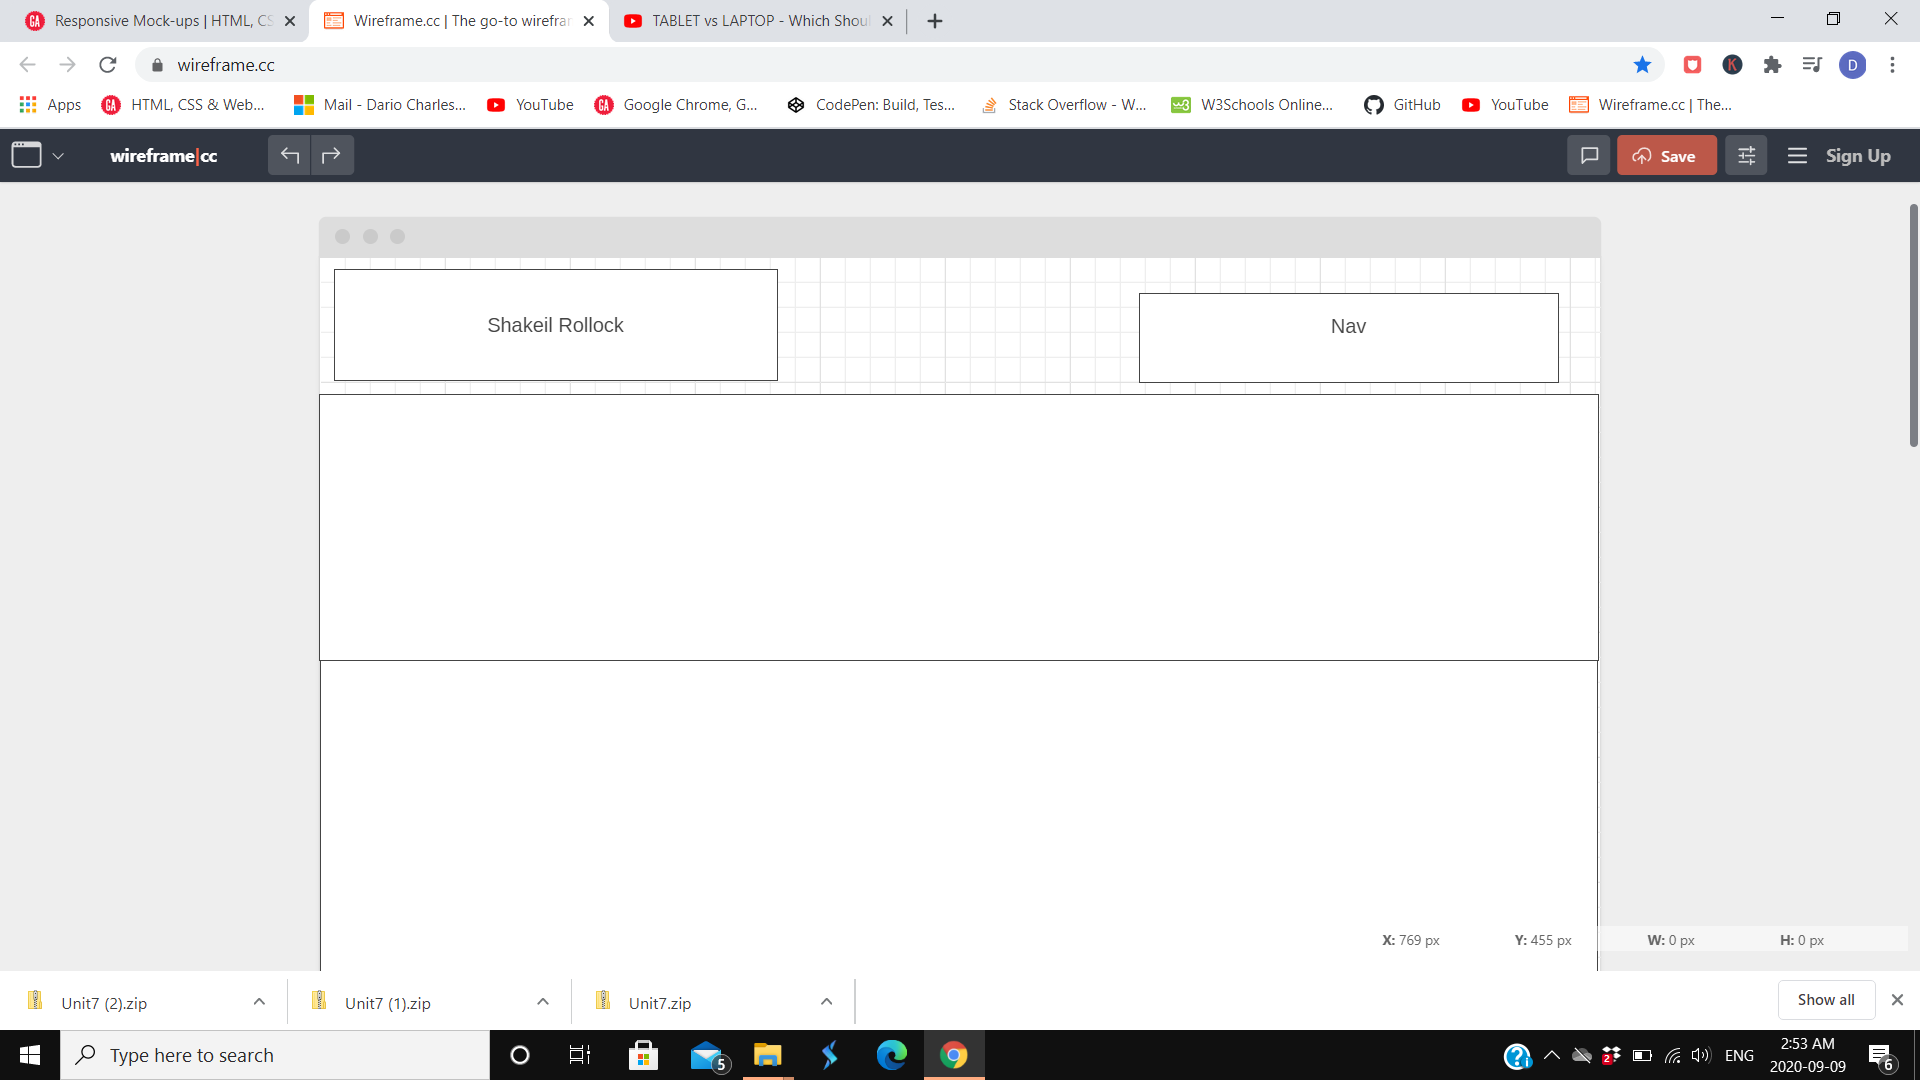 Responsive Mock-ups | HTML, CS
Wireframe.cc | The go-to wirefra
TABLET vs LAPTOP - Which Shoul
wireframe.cc
D
Apps
HTML, CSS & Web...
Mail - Dario Charles...
YouTube
Google Chrome, G...
CodePen: Build, Tes...
Stack Overflow - W...
W3Schools Online...
GitHub
YouTube
Wireframe.cc | The...
wireframe|cc
Save
Sign Up
Shakeil Rollock
Nav
X: 769 px
Y: 455 px
W: 0 px
H: 0 px
Unit7 (2).zip
Unit7 (1).zip
Unit7.zip
Show all
Type here to search
5
2
ENG
2:53 AM
2020-09-09
6